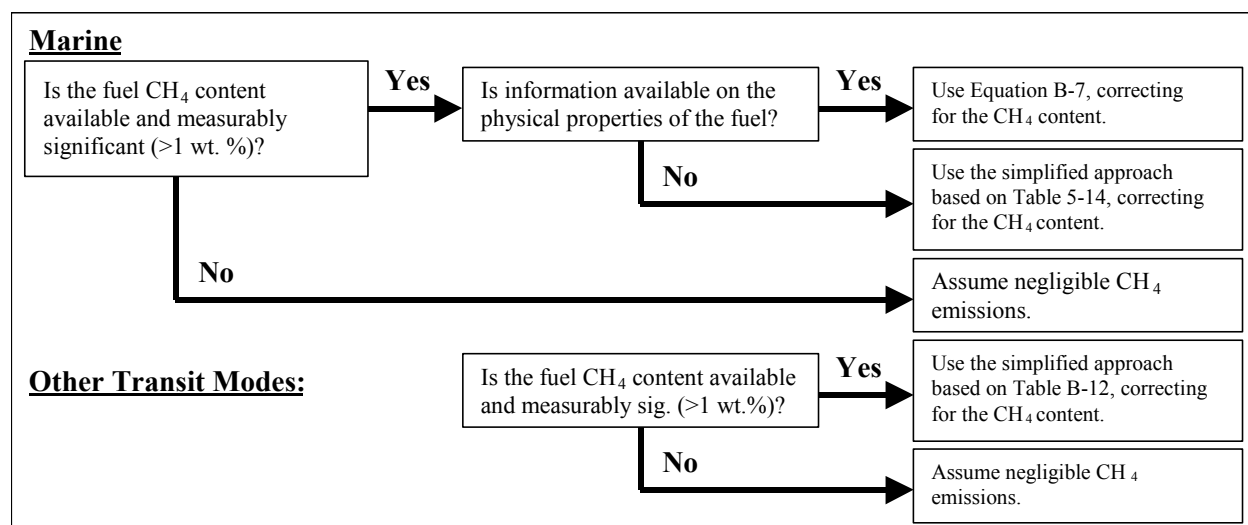 Marine
Is the fuel CH4 content
available and measurably
significant (>1 wt. %)?
Yes
Is information available on the
physical properties of the fuel?
Yes
Use Equation B-7, correcting
for the CH4 content.
No
Use the simplified approach
based on Table 5-14, correcting
for the CH4 content.
No
Assume negligible CH4
emissions.
Other Transit Modes:
Is the fuel CH4 content available
and measurably sig. (>1 wt.%)?
Yes
Use the simplified approach
based on Table B-12, correcting
for the CH4 content.
No
Assume negligible CH4
emissions.